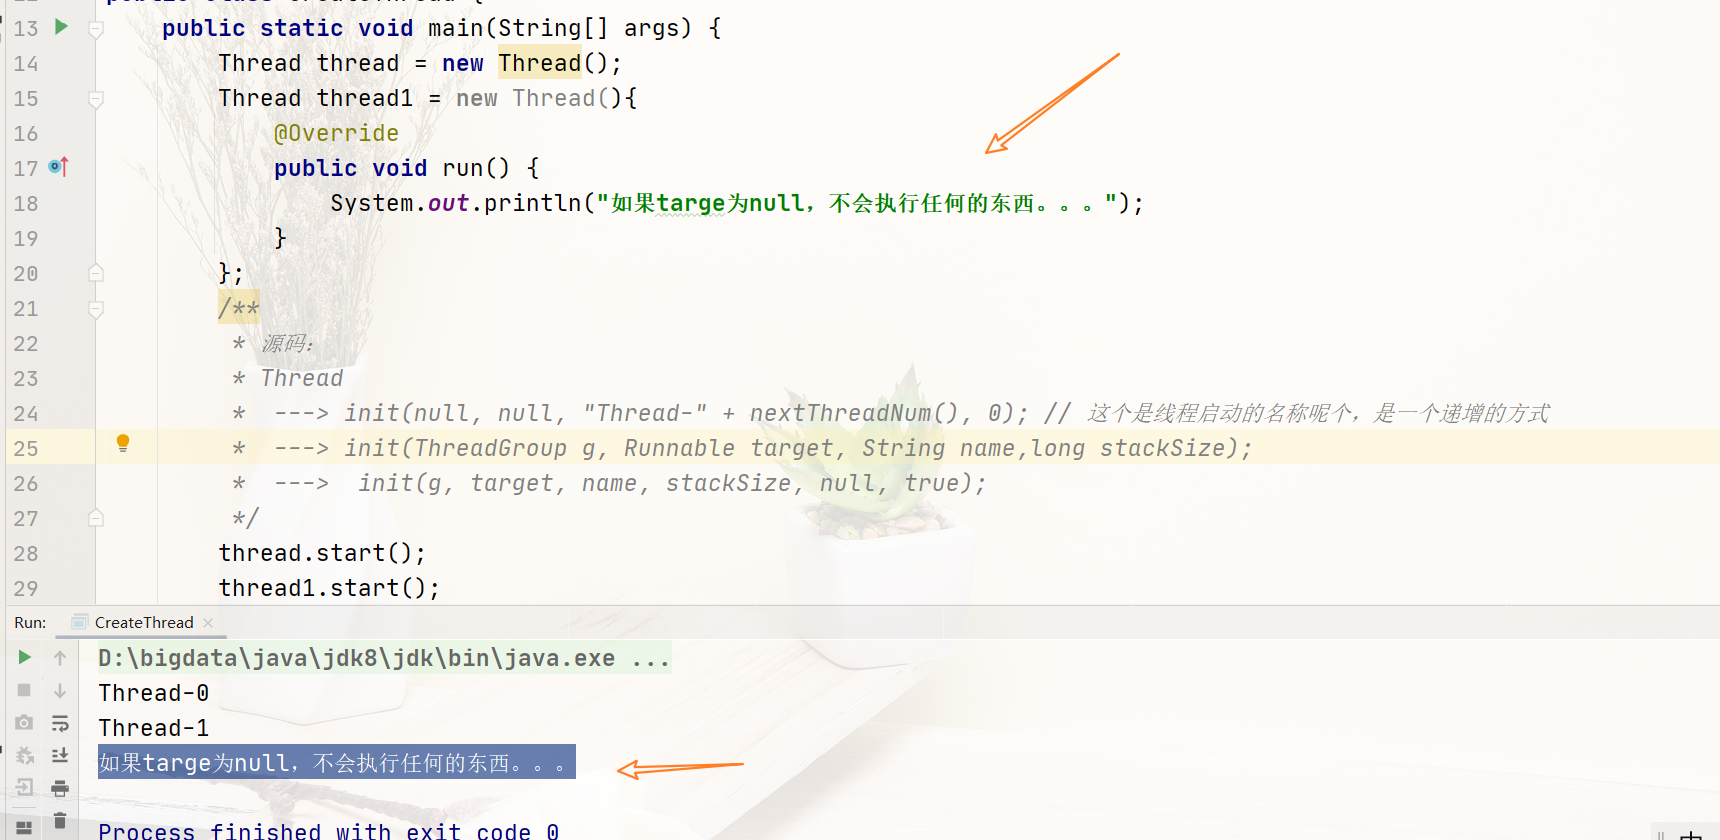 public class CreateThread {
13 public static void main(String[] args) {
14 Thread thread = new Thread();
15 Thread thread1 = new Thread(){
16 @Override
17 public void run() {
18 System.out.println("如果targe为null，不会执行任何的东西。。。");
19 }
20 };
21 /**
22 * 源码：
23 * Thread
24 * ---> init(null, null, "Thread-" + nextThreadNum(), 0); // 这个是线程启动的名称呢个，是一个递增的方式
25 * ---> init(ThreadGroup g, Runnable target, String name,long stackSize);
26 * ---> init(g, target, name, stackSize, null, true);
27 */
28 thread.start();
29 thread1.start();
Run: CreateThread
D:\bigdata\java\jdk8\jdk\bin\java.exe ...
Thread-0
Thread-1
如果targe为null，不会执行任何的东西。。。
Process finished with exit code 0